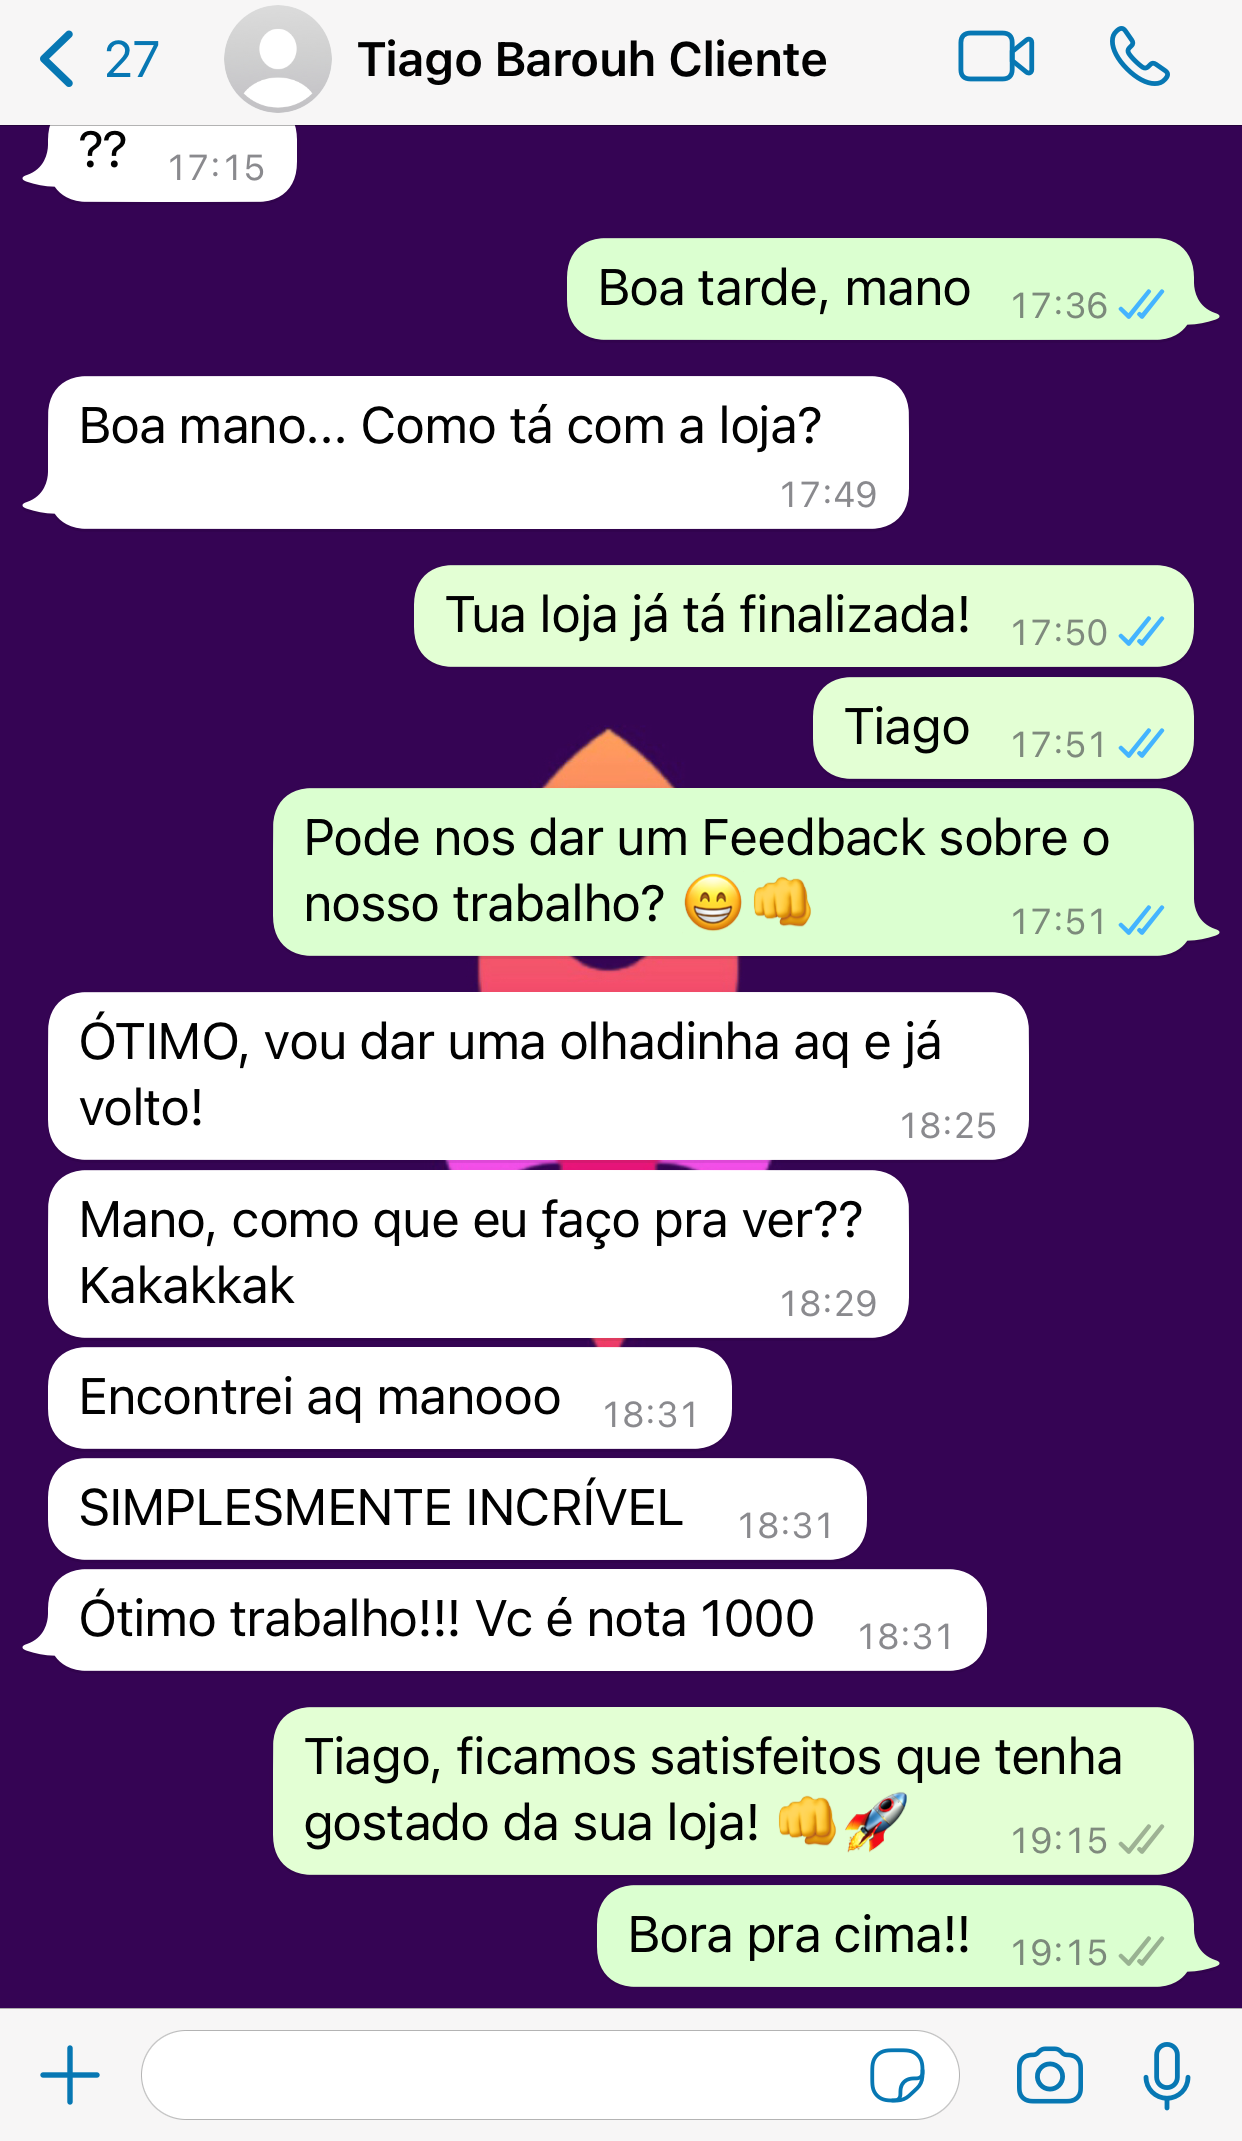 27
Tiago Barouh Cliente
??
17:15
Boa tarde, mano
17:36
Boa mano... Como tá com a loja?
17:49
Tua loja já tá finalizada!
17:50
Tiago
17:51
Pode nos dar um Feedback sobre o
nosso trabalho? 😁👊
17:51
ÓTIMO, vou dar uma olhadinha aq e já
volto!
18:25
Mano, como que eu faço pra ver??
Kakakkak
18:29
Encontrei aq manooo
18:31
SIMPLESMENTE INCRÍVEL
18:31
Ótimo trabalho!!! Vc é nota 1000
18:31
Tiago, ficamos satisfeitos que tenha
gostado da sua loja! 👊🚀
19:15
Bora pra cima!!
19:15